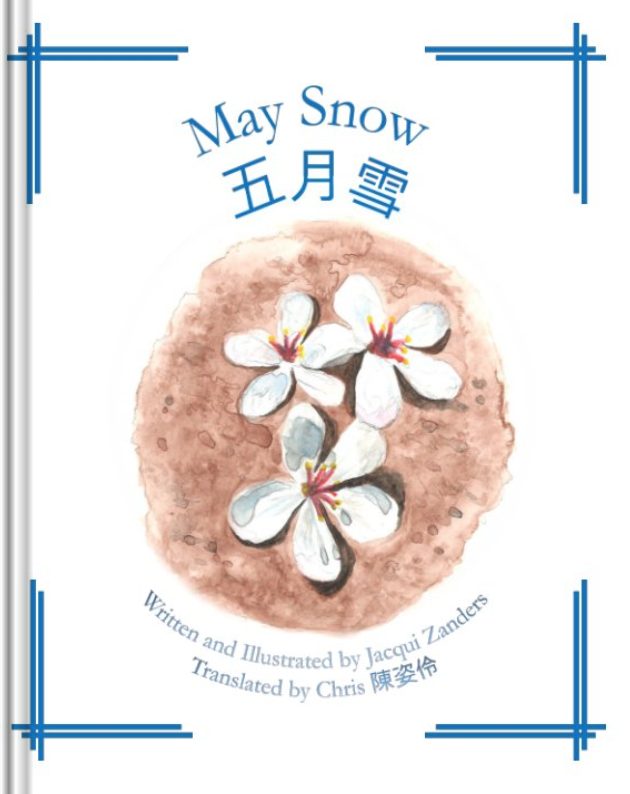 May Snow
五月雪
Written and Illustrated by Jacqui Zanders
Translated by Chris 陳姿伶